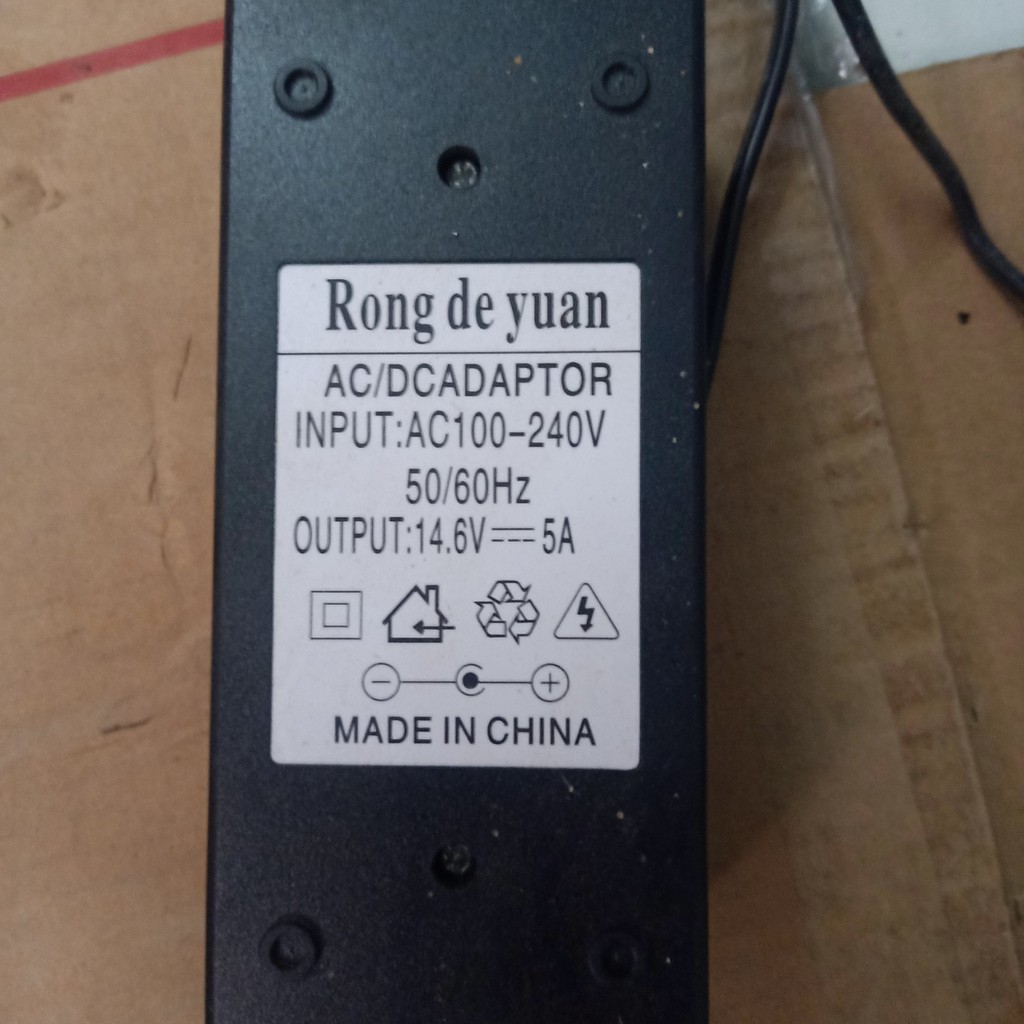 Rong de yuan
AC/DCADAPTOR
INPUT:AC100-240V
50/60Hz
OUTPUT:14.6V⎓5A
MADE IN CHINA